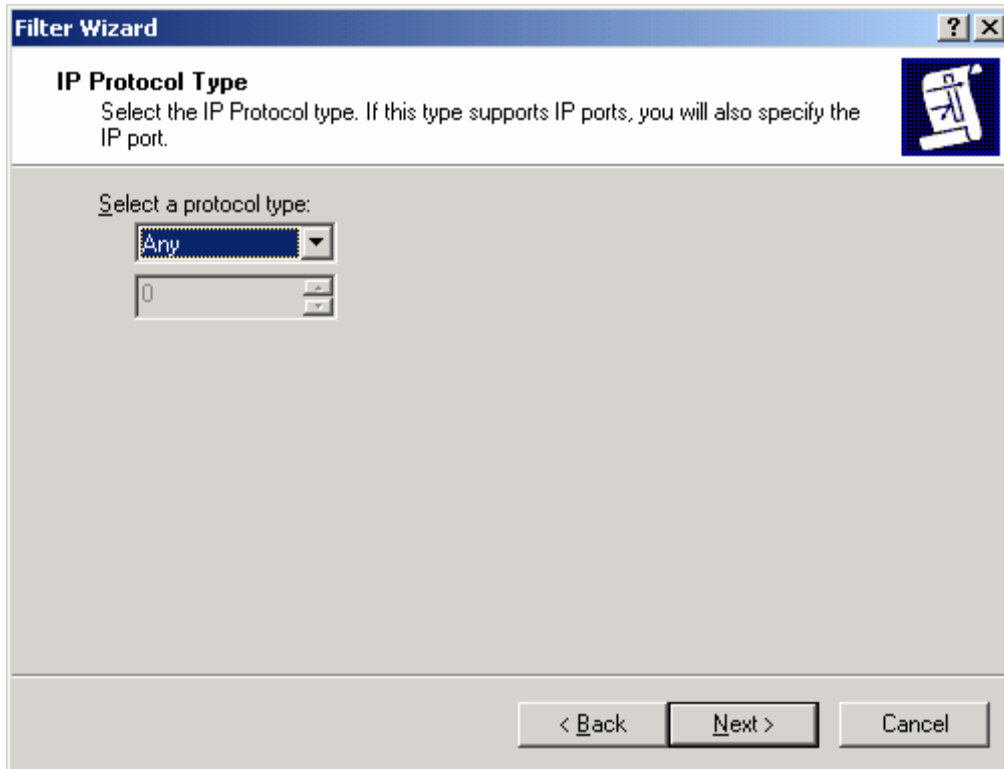 Filter Wizard
IP Protocol Type
Select the IP Protocol type. If this type supports IP ports, you will also specify the
IP port.
Select a protocol type:
Any
0
< Back
Next >
Cancel